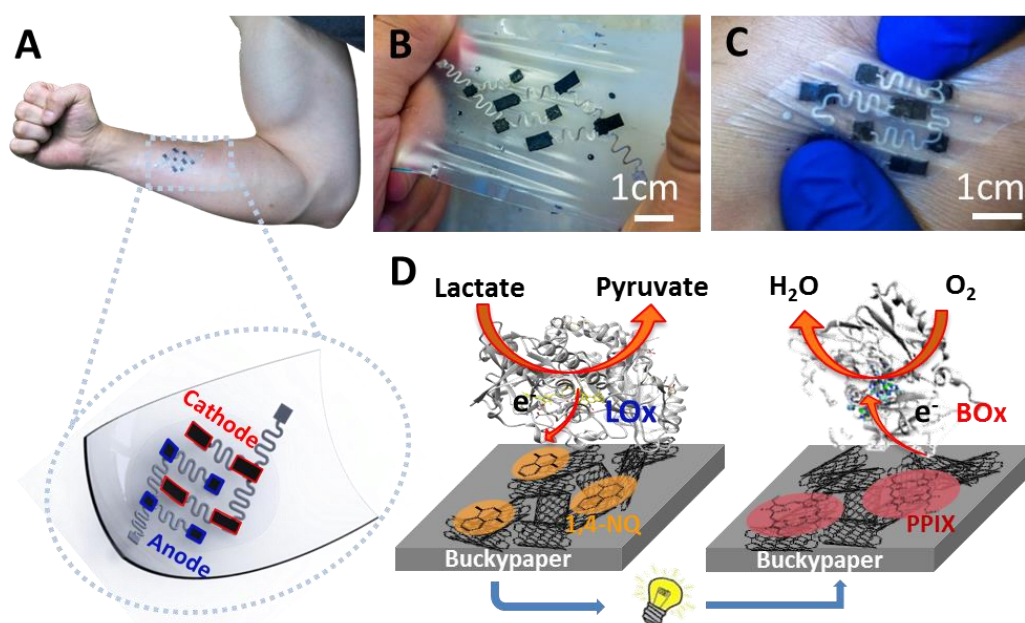 A
B
C
1cm
1cm
Cathode
Anode
D
Lactate
Pyruvate
H₂O
O₂
e⁻
LOx
e⁻
BOx
1,4-NQ
PPIX
Buckypaper
Buckypaper